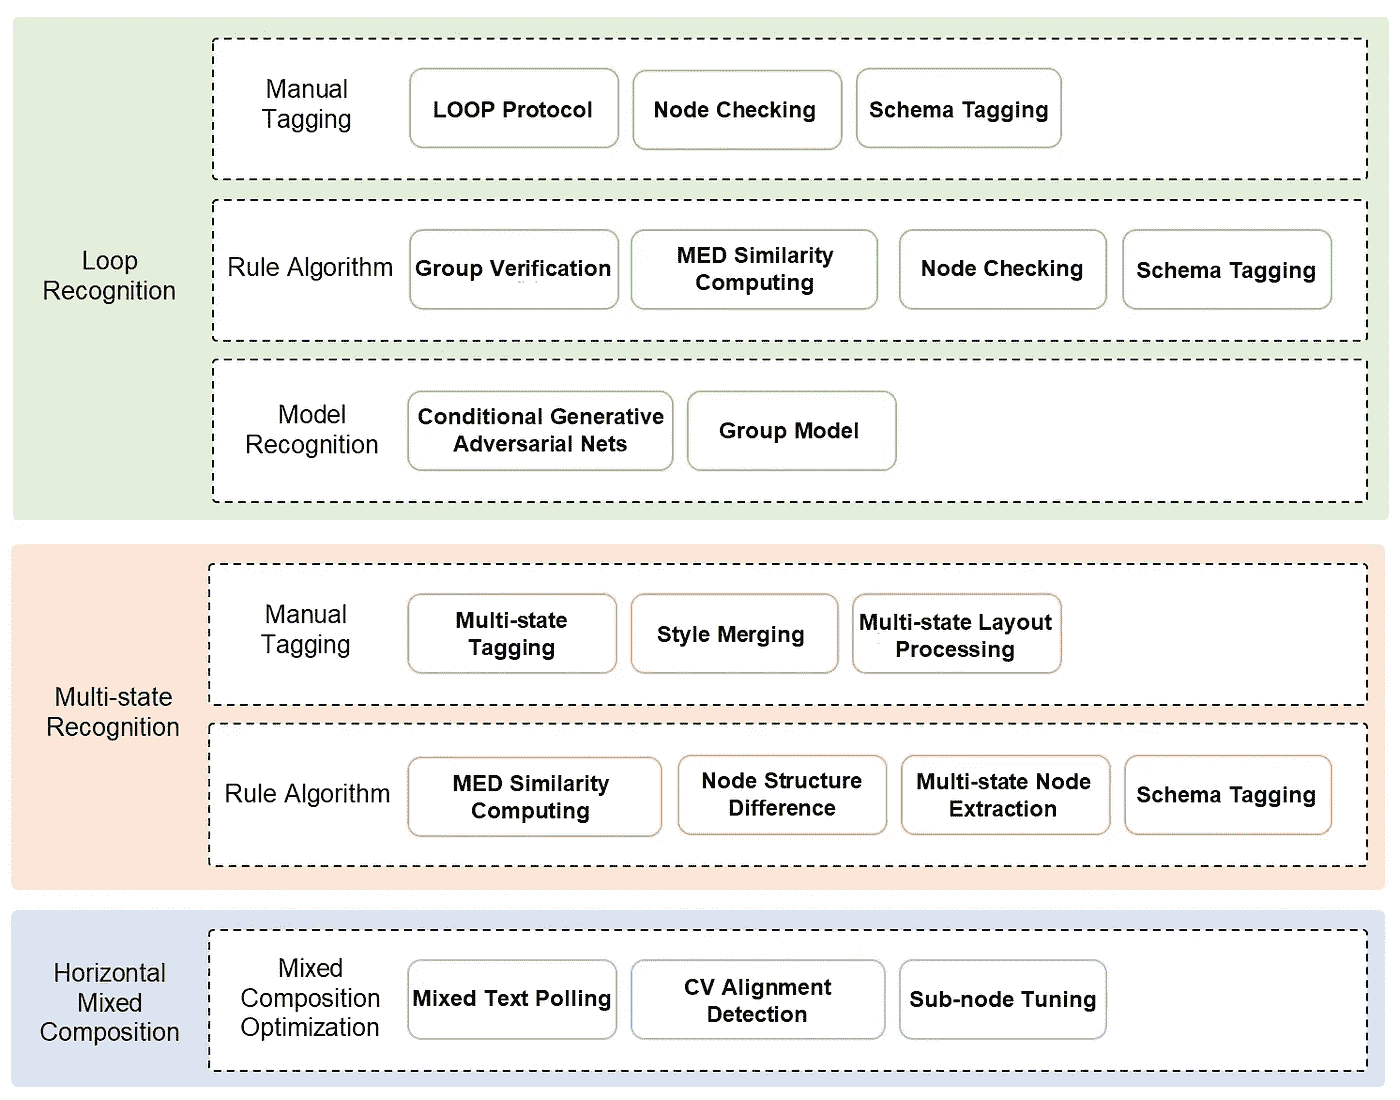 Loop
Recognition
Manual
Tagging
LOOP Protocol
Node Checking
Schema Tagging
Rule Algorithm
Group Verification
MED Similarity
Computing
Node Checking
Schema Tagging
Model
Recognition
Conditional Generative
Adversarial Nets
Group Model
Multi-state
Recognition
Manual
Tagging
Multi-state
Tagging
Style Merging
Multi-state Layout
Processing
Rule Algorithm
MED Similarity
Computing
Node Structure
Difference
Multi-state Node
Extraction
Schema Tagging
Horizontal
Mixed
Composition
Mixed
Composition
Optimization
Mixed Text Polling
CV Alignment
Detection
Sub-node Tuning